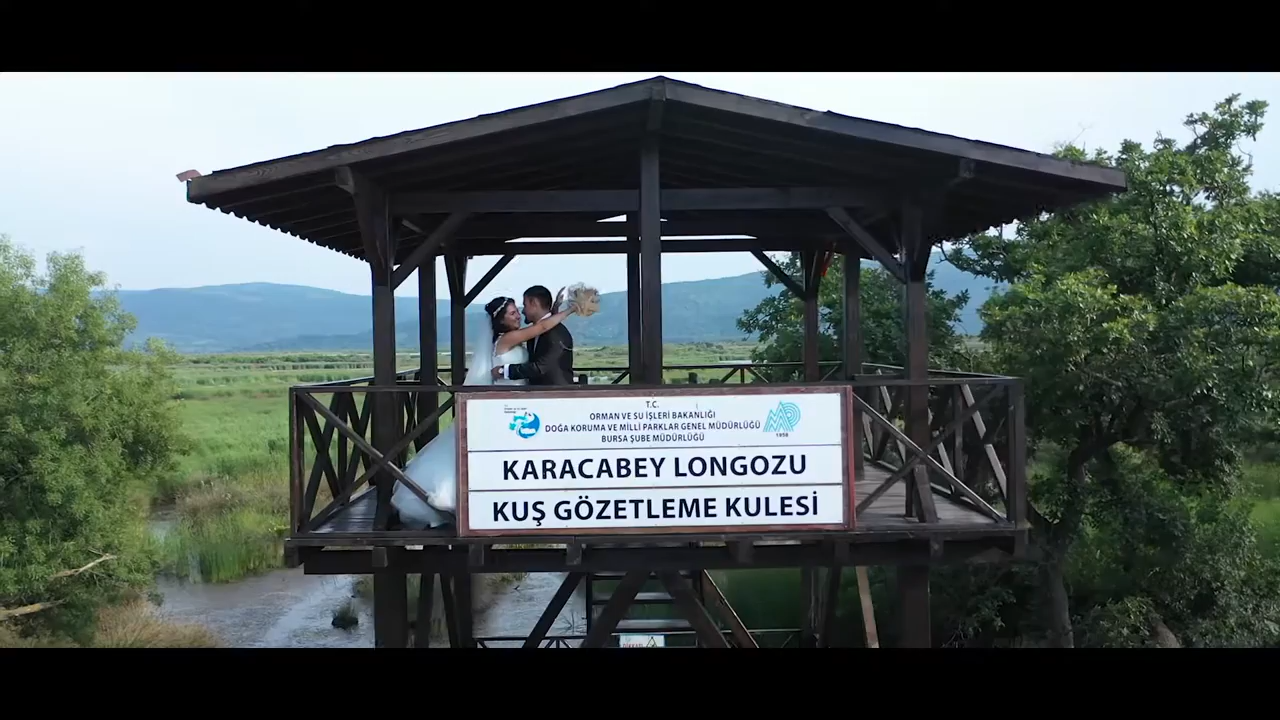 T.C.
ORMAN VE SU İŞLERİ BAKANLIĞI
DOĞA KORUMA VE MİLLİ PARKLAR GENEL MÜDÜRLÜĞÜ
BURSA ŞUBE MÜDÜRLÜĞÜ
1958
KARACABEY LONGOZU
KUŞ GÖZETLEME KULESİ